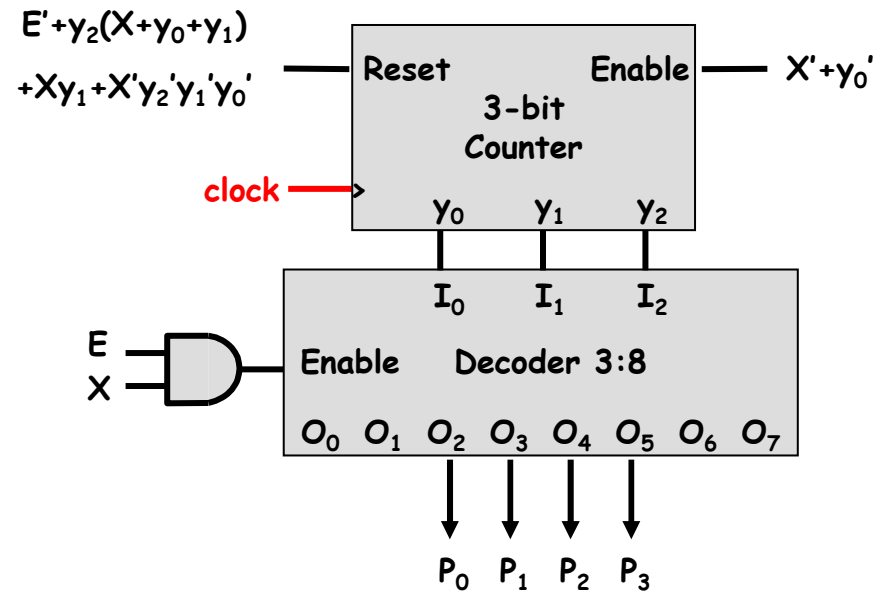 E'+y₂(X+y₀+y₁)
+Xy₁+X'y₂'y₁'y₀'
Reset Enable X'+y₀'
3-bit
Counter
clock
y₀ y₁ y₂
I₀ I₁ I₂
E
X
Enable Decoder 3:8
O₀ O₁ O₂ O₃ O₄ O₅ O₆ O₇
P₀ P₁ P₂ P₃